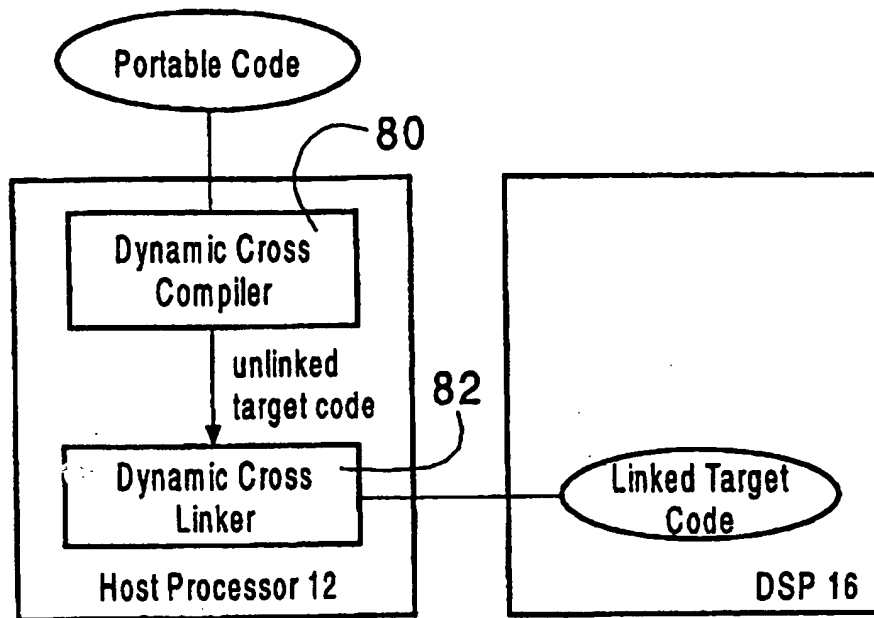 Portable Code
80
Dynamic Cross
Compiler
unlinked
target code
82
Dynamic Cross
Linker
Linked Target
Code
Host Processor 12
DSP 16